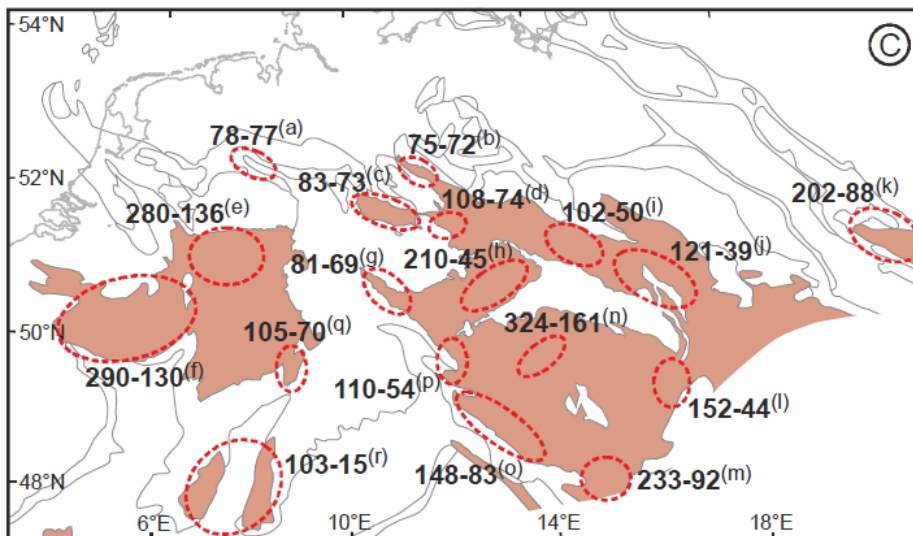 54°N
C
78-77(a)
75-72(b)
52°N
83-73(c)
202-88(k)
108-74(d)
280-136(e)
102-50(i)
210-45(h)
121-39(j)
81-69(g)
50°N
324-161(n)
105-70(q)
290-130(f)
110-54(p)
152-44(l)
103-15(r)
148-83(o)
233-92(m)
48°N
6°E
10°E
14°E
18°E